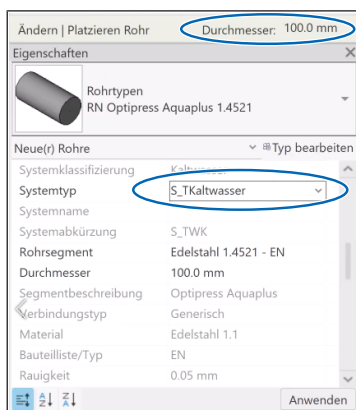 Ändern | Platzieren Rohr Durchmesser: 100.0 mm
Eigenschaften
Rohrtypen
RN Optipress Aquaplus 1.4521
Neue(r) Rohre Typ bearbeiten
Systemklassifizierung Kaltwasser
Systemtyp S_TKaltwasser
Systemname
Systemabkürzung S_TWK
Rohrsegment Edelstahl 1.4521 - EN
Durchmesser 100.0 mm
Segmentbeschreibung Optipress Aquaplus
Verbindungstyp Generisch
Material Edelstahl 1.1
Bauteilliste/Typ EN
Rauigkeit 0.05 mm
Anwenden